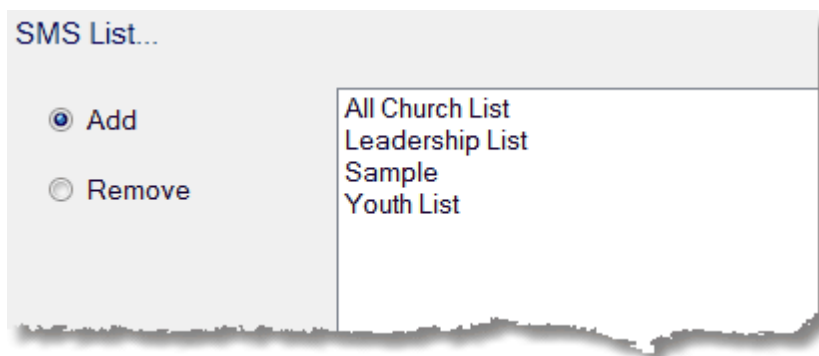 SMS List...
Add
Remove
All Church List
Leadership List
Sample
Youth List